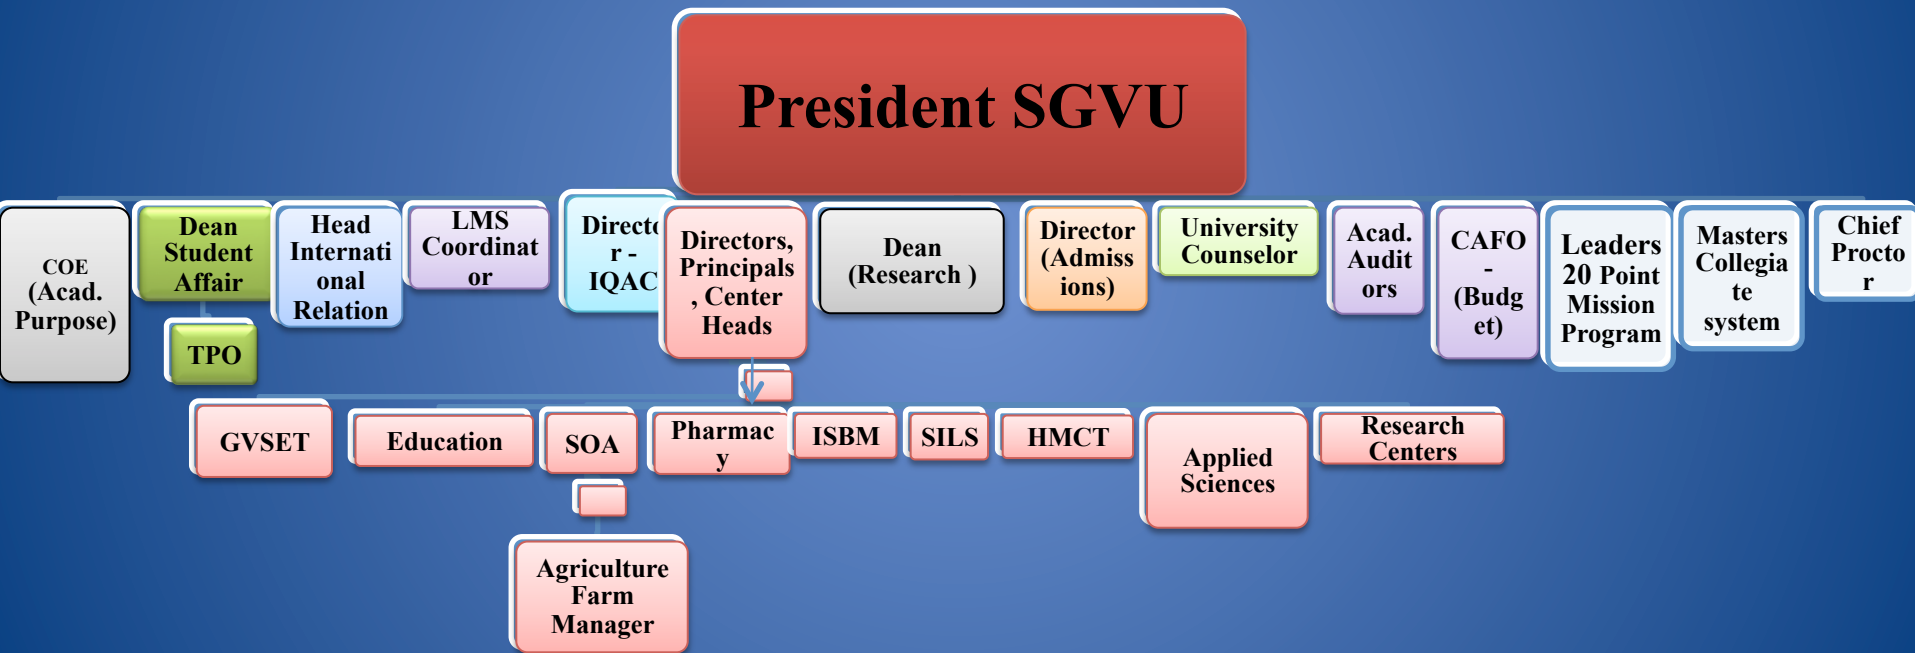 President SGVU
COE
(Acad.
Purpose)
Dean
Student
Affair
Head
Internati
onal
Relation
LMS
Coordinat
or
Directo
r -
IQAC
Directors,
Principals
, Center
Heads
Dean
(Research )
Director
(Admiss
ions)
University
Counselor
Acad.
Audit
ors
CAFO
-
(Budg
et)
Leaders
20 Point
Mission
Program
Masters
Collegia
te
system
Chief
Procto
r
TPO
GVSET
Education
SOA
Pharmac
y
ISBM
SILS
HMCT
Applied
Sciences
Research
Centers
Agriculture
Farm
Manager